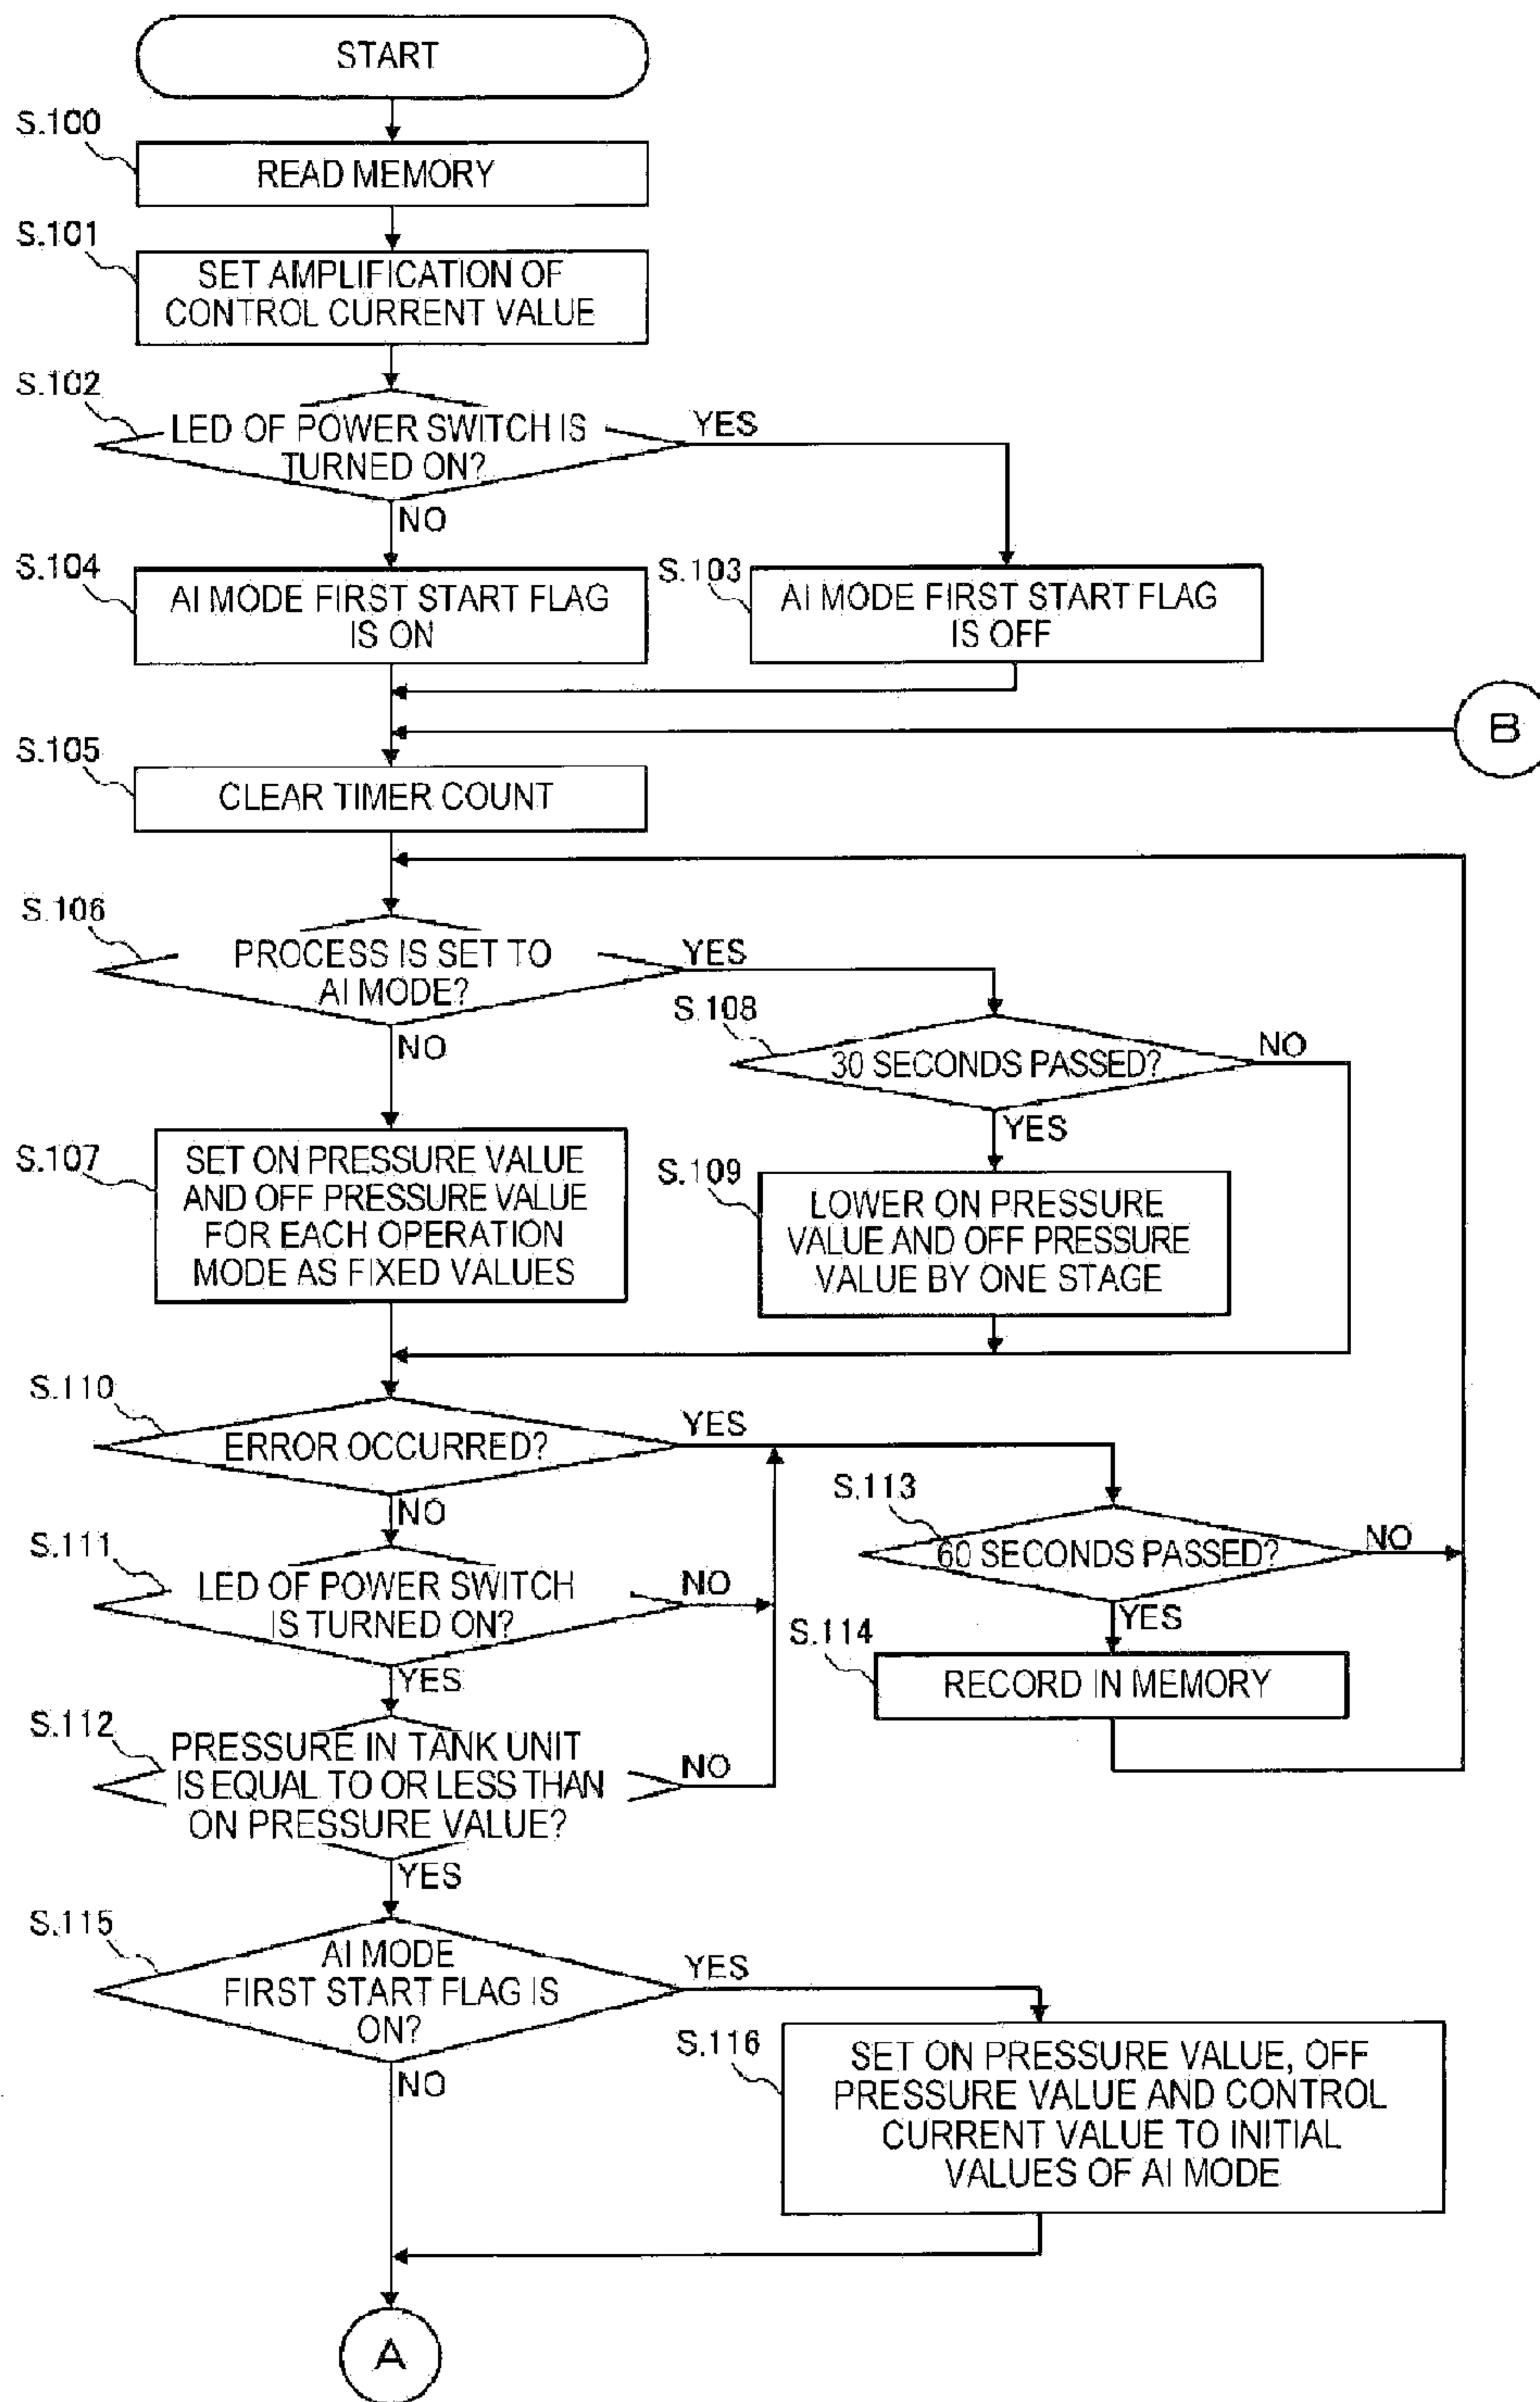 START
S.100
READ MEMORY
S.101
SET AMPLIFICATION OF
CONTROL CURRENT VALUE
S.102
LED OF POWER SWITCH IS
TURNED ON?
YES
NO
S.104
AI MODE FIRST START FLAG
IS ON
S.103
AI MODE FIRST START FLAG
IS OFF
B
S.105
CLEAR TIMER COUNT
S.106
PROCESS IS SET TO
AI MODE?
YES
NO
S.108
30 SECONDS PASSED?
NO
YES
S.107
SET ON PRESSURE VALUE
AND OFF PRESSURE VALUE
FOR EACH OPERATION
MODE AS FIXED VALUES
S.109
LOWER ON PRESSURE
VALUE AND OFF PRESSURE
VALUE BY ONE STAGE
S.110
ERROR OCCURRED?
YES
NO
S.113
60 SECONDS PASSED?
NO
YES
S.111
LED OF POWER SWITCH
IS TURNED ON?
NO
YES
S.114
RECORD IN MEMORY
S.112
PRESSURE IN TANK UNIT
IS EQUAL TO OR LESS THAN
ON PRESSURE VALUE?
NO
YES
S.115
AI MODE
FIRST START FLAG IS
ON?
YES
NO
S.116
SET ON PRESSURE VALUE, OFF
PRESSURE VALUE AND CONTROL
CURRENT VALUE TO INITIAL
VALUES OF AI MODE
A